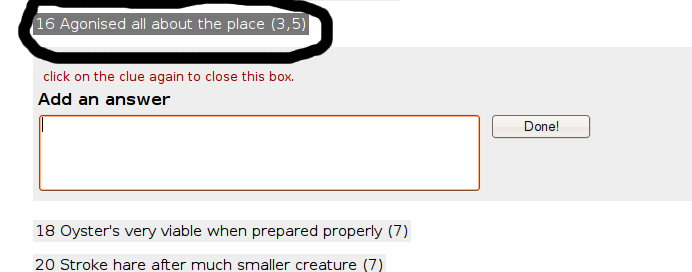 16 Agonised all about the place (3,5)
click on the clue again to close this box.
Add an answer
Done!
18 Oyster's very viable when prepared properly (7)
20 Stroke hare after much smaller creature (7)